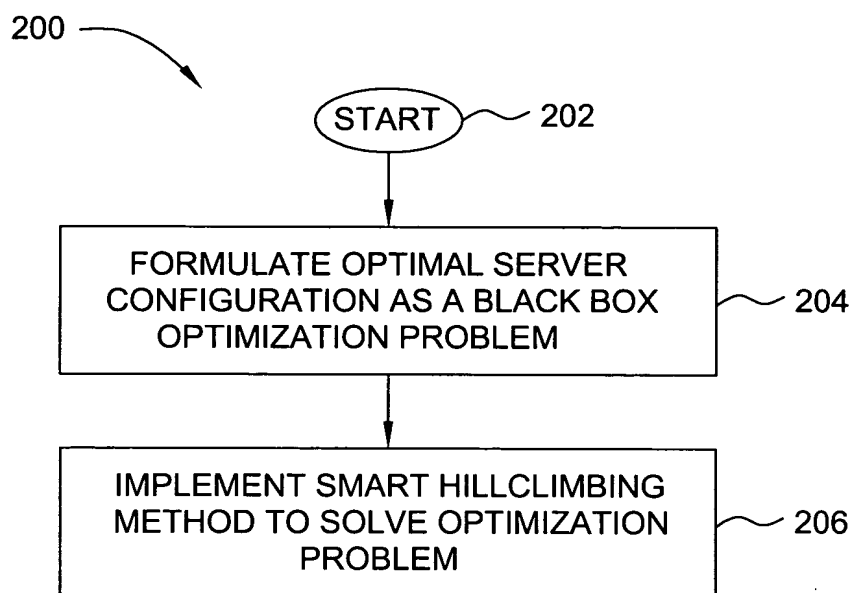 200
START
202
FORMULATE OPTIMAL SERVER
CONFIGURATION AS A BLACK BOX
OPTIMIZATION PROBLEM
204
IMPLEMENT SMART HILLCLIMBING
METHOD TO SOLVE OPTIMIZATION
PROBLEM
206